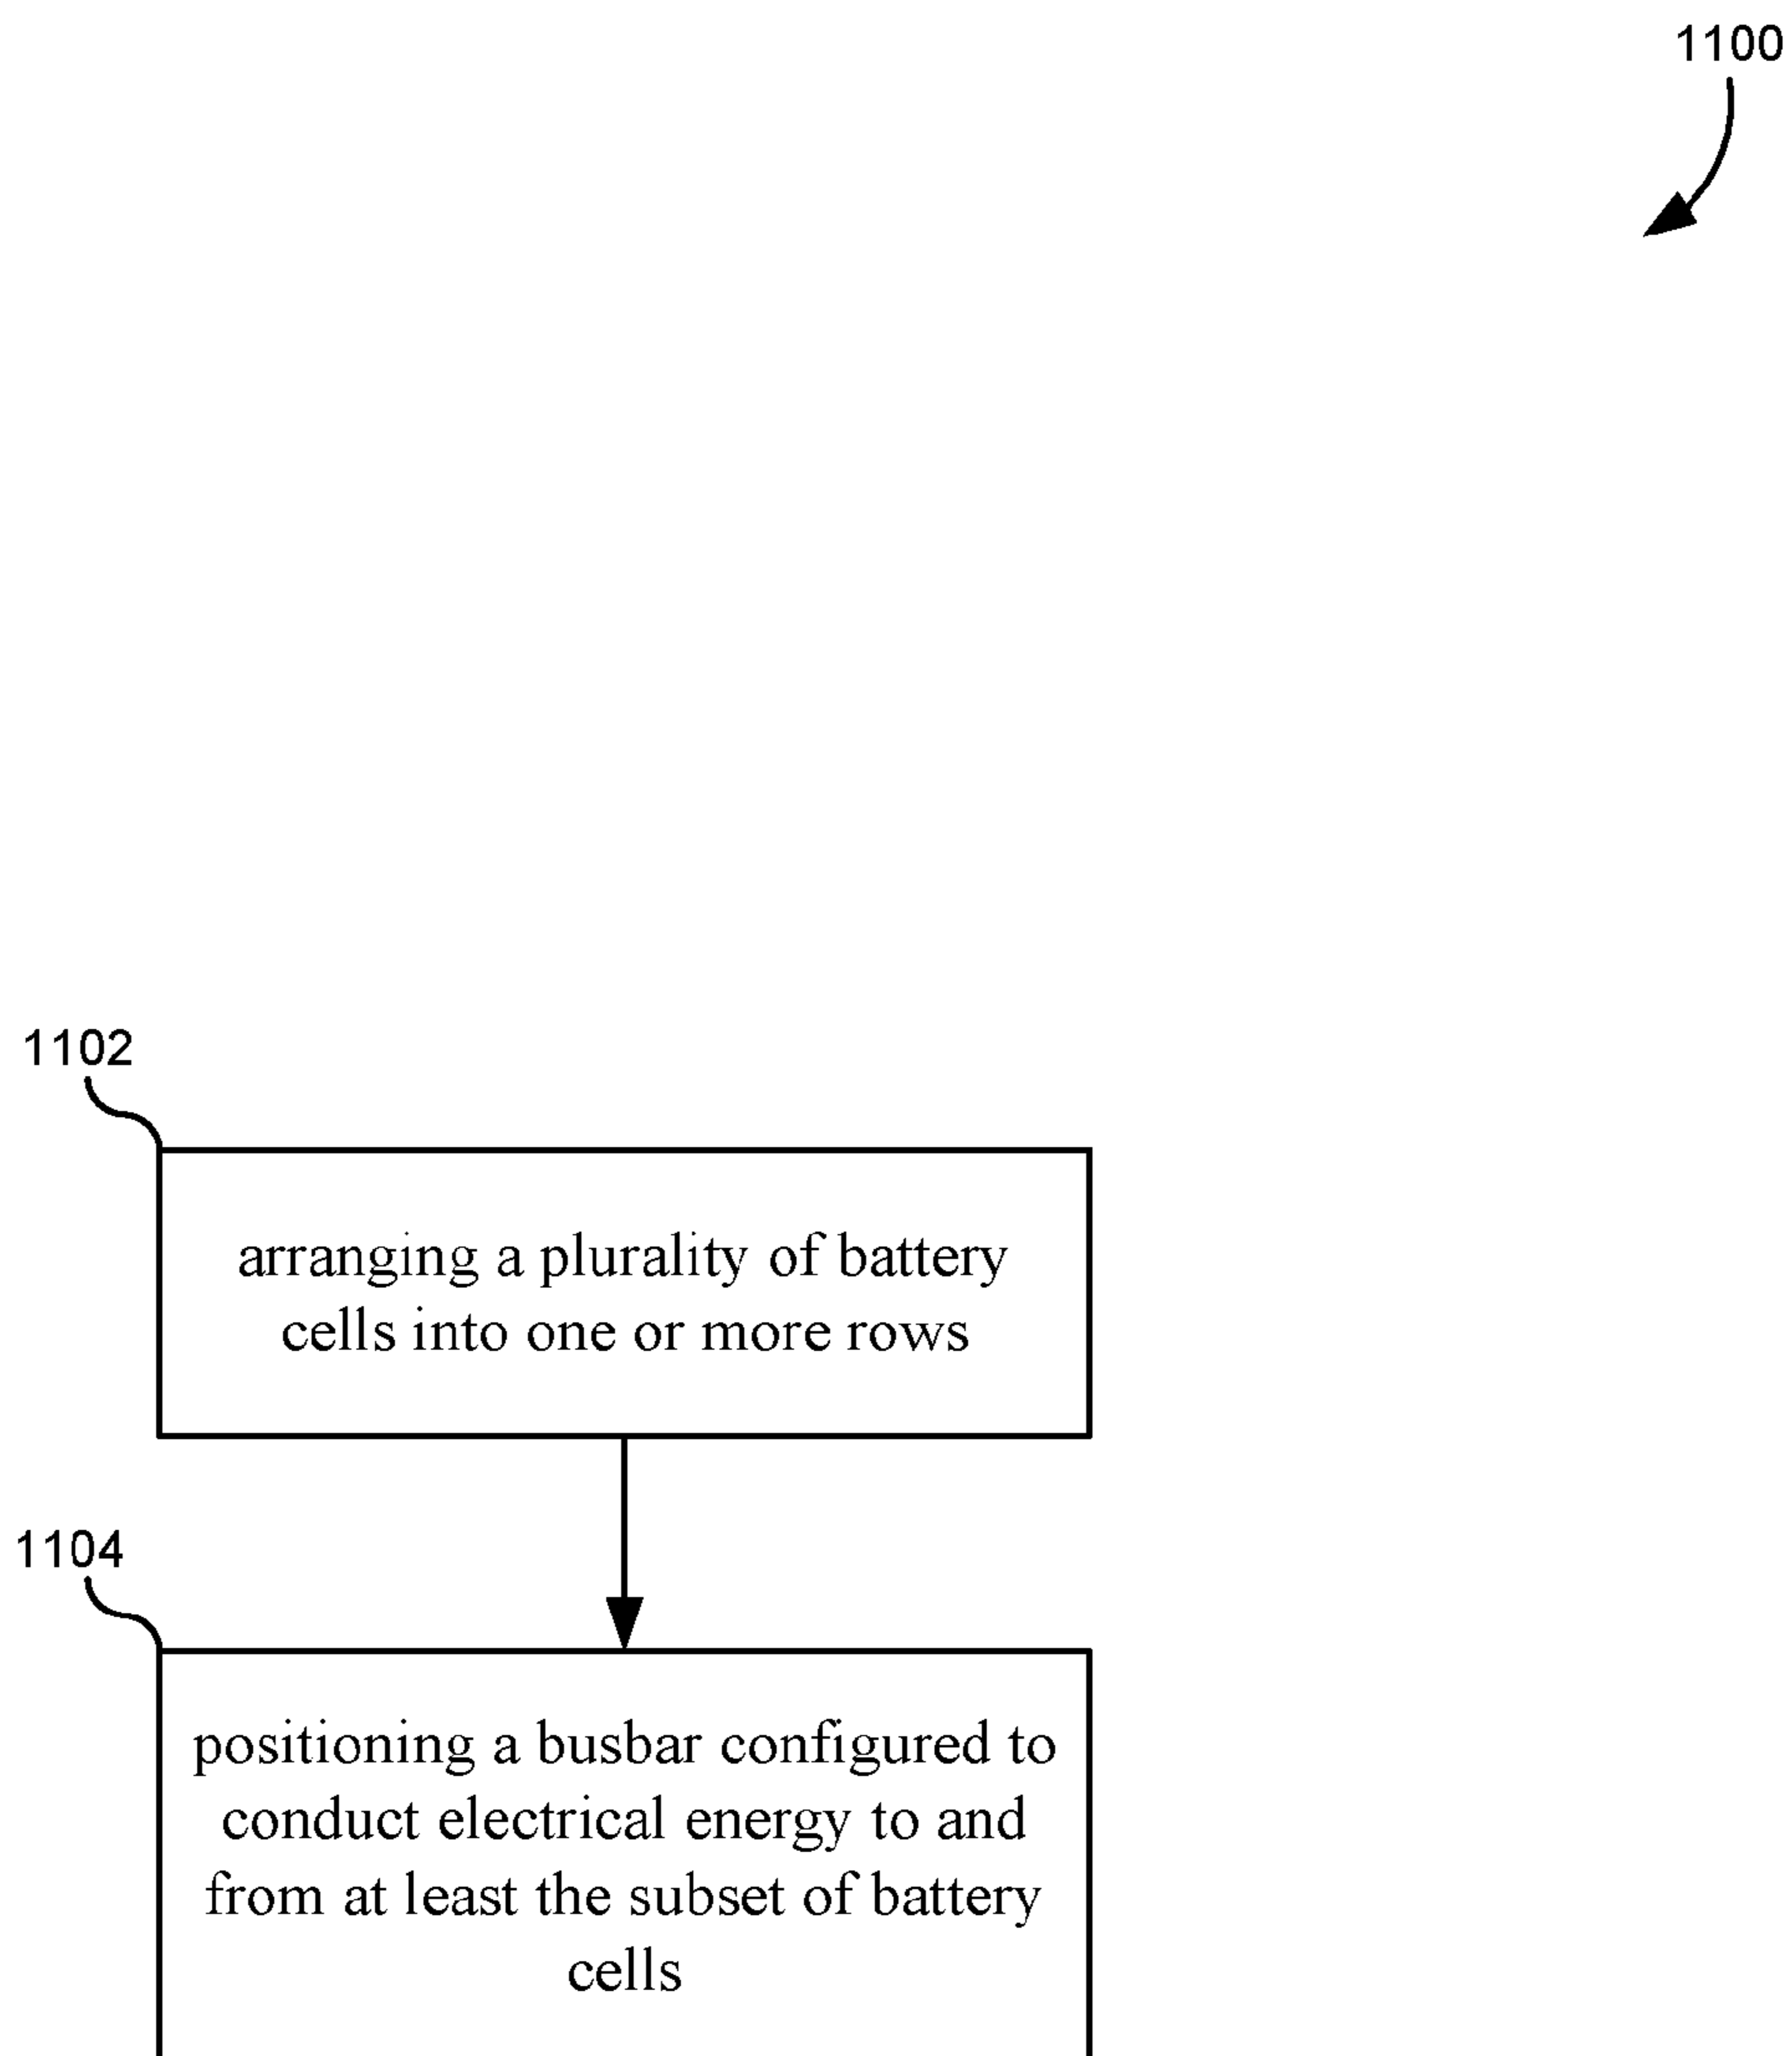 1100
1102
arranging a plurality of battery
cells into one or more rows
1104
positioning a busbar configured to
conduct electrical energy to and
from at least the subset of battery
cells